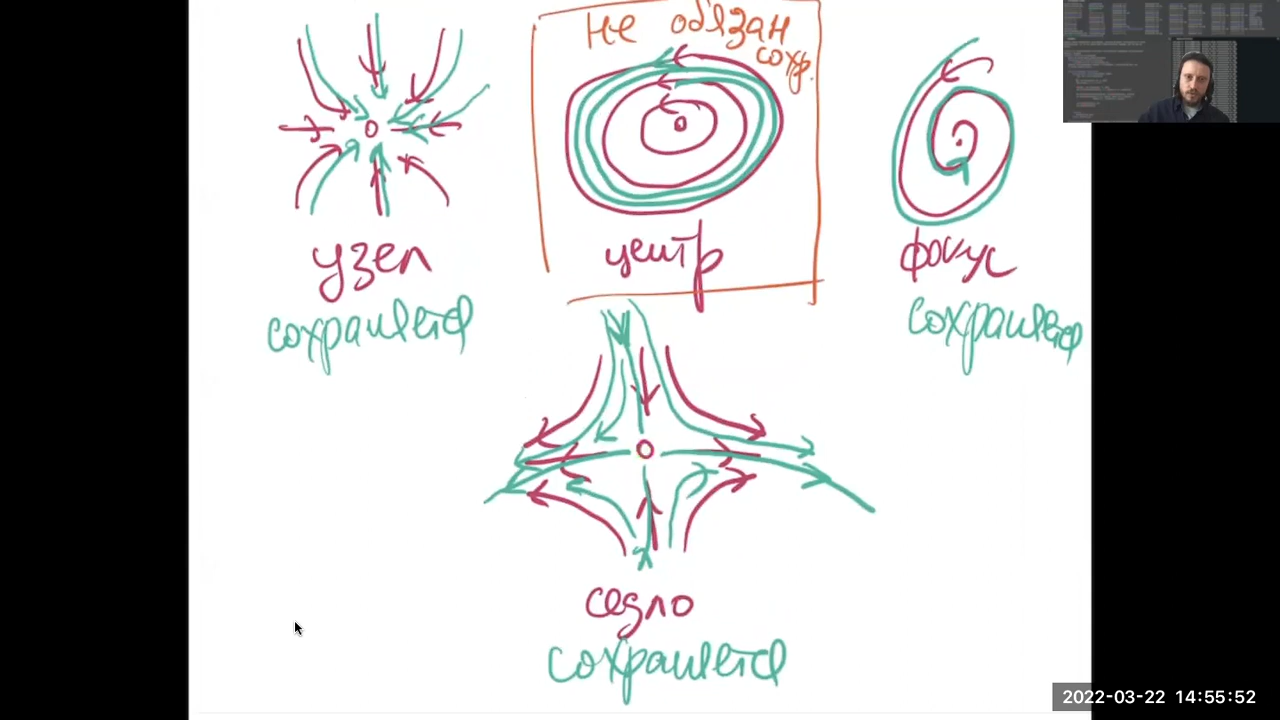 не обязан
сохр.
узел
центр
фокус
сохраняется
сохраняется
седло
сохраняется
2022-03-22 14:55:52